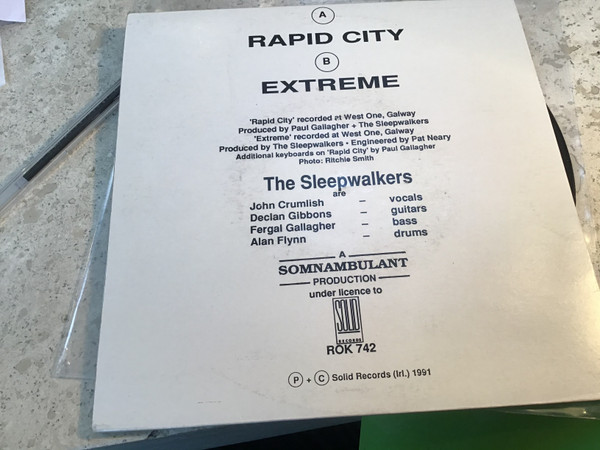 A
RAPID CITY
B
EXTREME
'Rapid City' recorded at West One, Galway
Produced by Paul Gallagher + The Sleepwalkers
'Extreme' recorded at West One, Galway
Produced by The Sleepwalkers • Engineered by Pat Neary
Additional keyboards on 'Rapid City' by Paul Gallagher
Photo: Ritchie Smith
The Sleepwalkers
are
John Crumlish – vocals
Declan Gibbons – guitars
Fergal Gallagher – bass
Alan Flynn – drums
A
SOMNAMBULANT
PRODUCTION
under licence to
SOLID
RECORDS
ROK 742
P + C Solid Records (Irl.) 1991